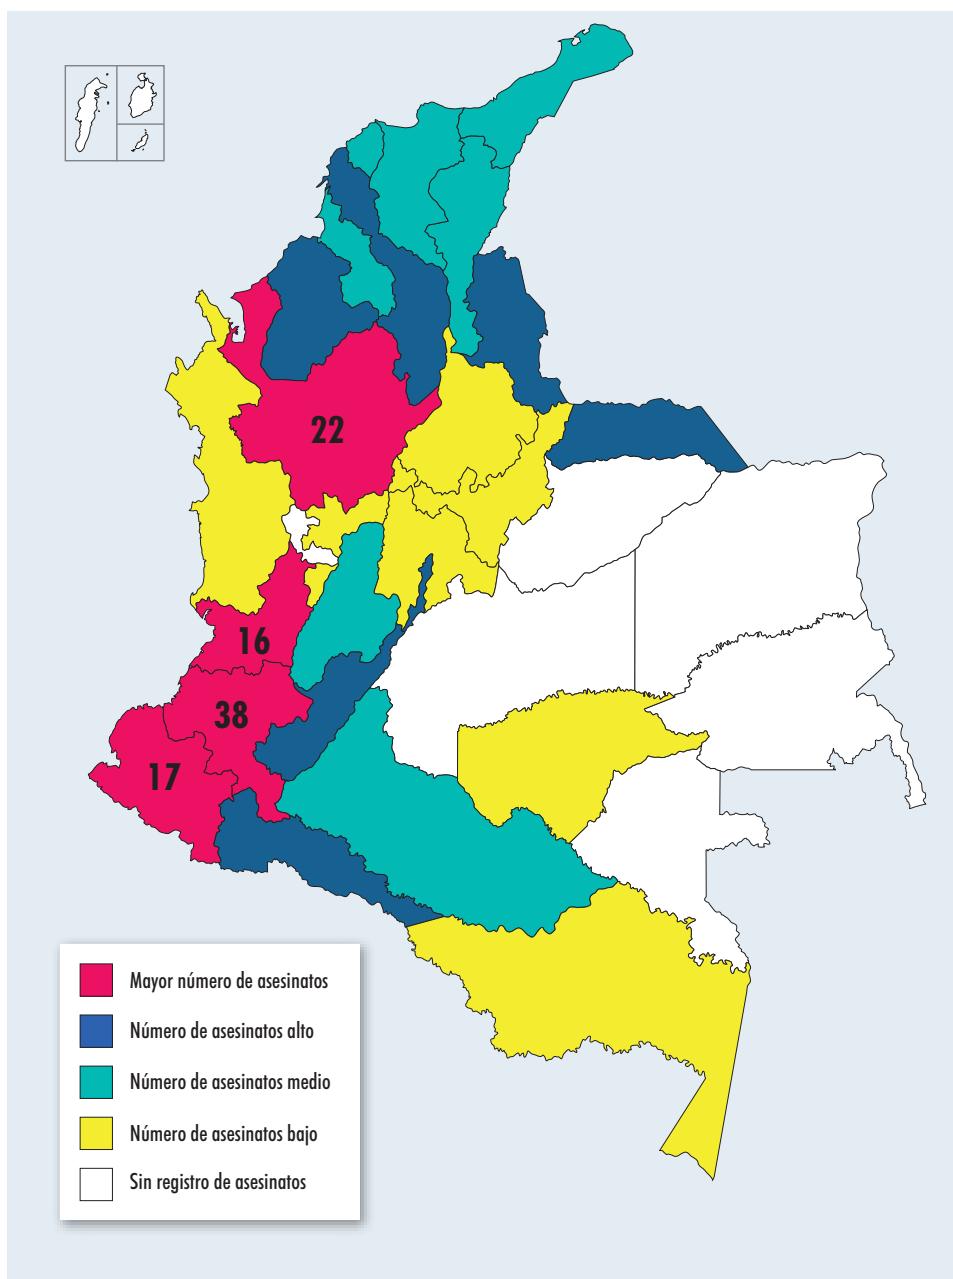 22
16
38
17
Mayor número de asesinatos
Número de asesinatos alto
Número de asesinatos medio
Número de asesinatos bajo
Sin registro de asesinatos